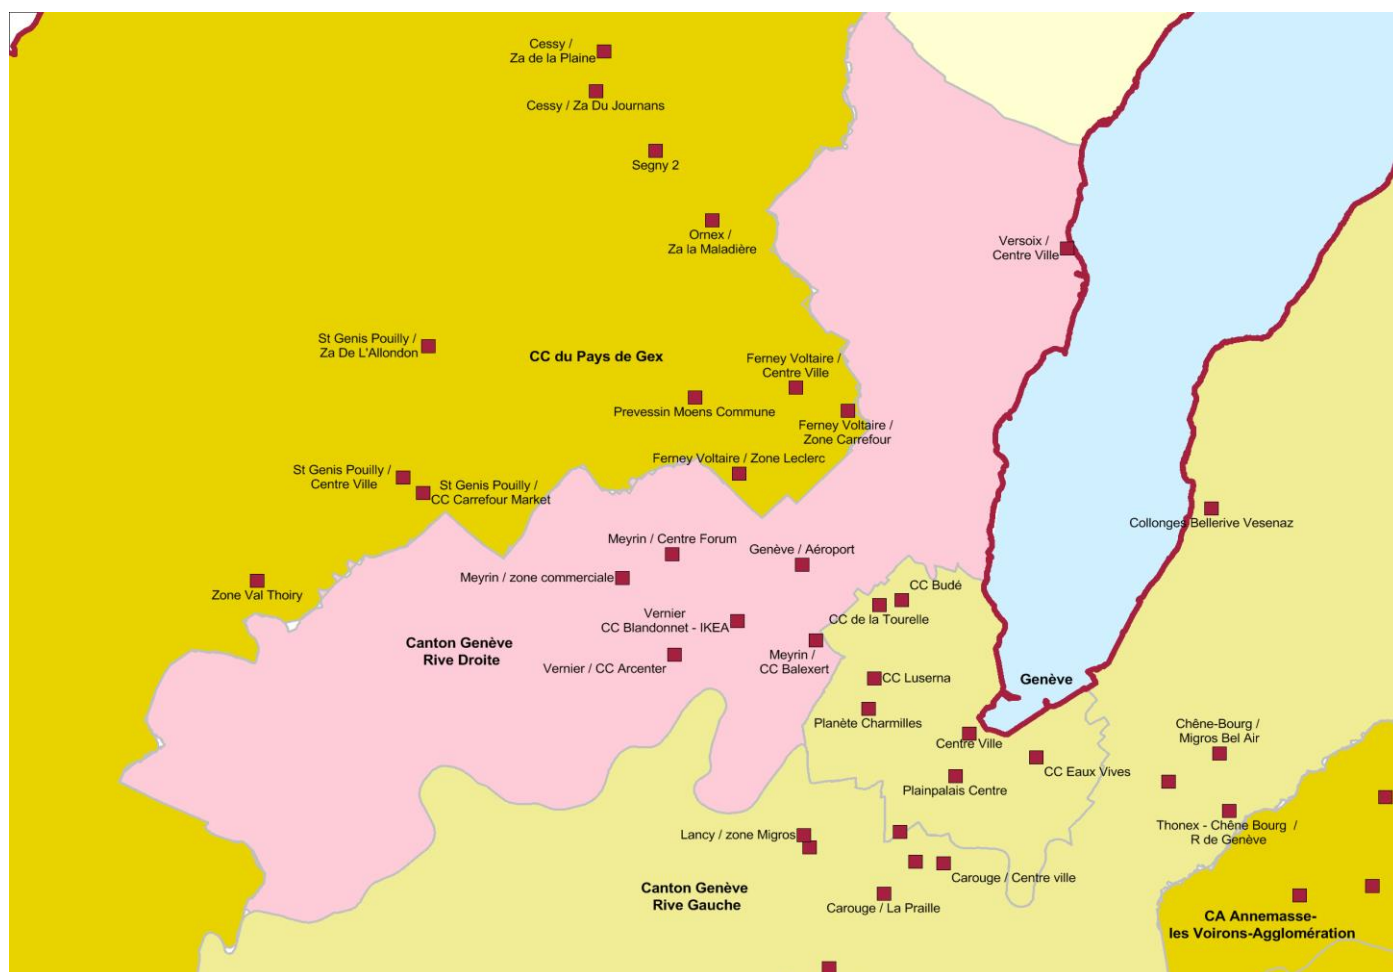 Cessy /
Za de la Plaine
Cessy / Za Du Journans
Segny 2
Ornex /
Za la Maladière
Versoix /
Centre Ville
St Genis Pouilly /
Za De L'Allondon
CC du Pays de Gex
Ferney Voltaire /
Centre Ville
Prevessin Moens Commune
Ferney Voltaire /
Zone Carrefour
Ferney Voltaire / Zone Leclerc
St Genis Pouilly /
Centre Ville
St Genis Pouilly /
CC Carrefour Market
Collonges Bellerive Vesenaz
Meyrin / Centre Forum
Genève / Aéroport
Meyrin / zone commerciale
Zone Val Thoiry
CC Budé
CC de la Tourelle
Vernier
CC Blandonnet - IKEA
Canton Genève
Rive Droite
Vernier / CC Arcenter
Meyrin /
CC Balexert
CC Luserna
Genève
Planète Charmilles
Centre Ville
Chêne-Bourg /
Migros Bel Air
CC Eaux Vives
Plainpalais Centre
Lancy / zone Migros
Thonex - Chêne Bourg /
R de Genève
Carouge / Centre ville
Canton Genève
Rive Gauche
Carouge / La Praille
CA Annemasse-
les Voirons-Agglomération